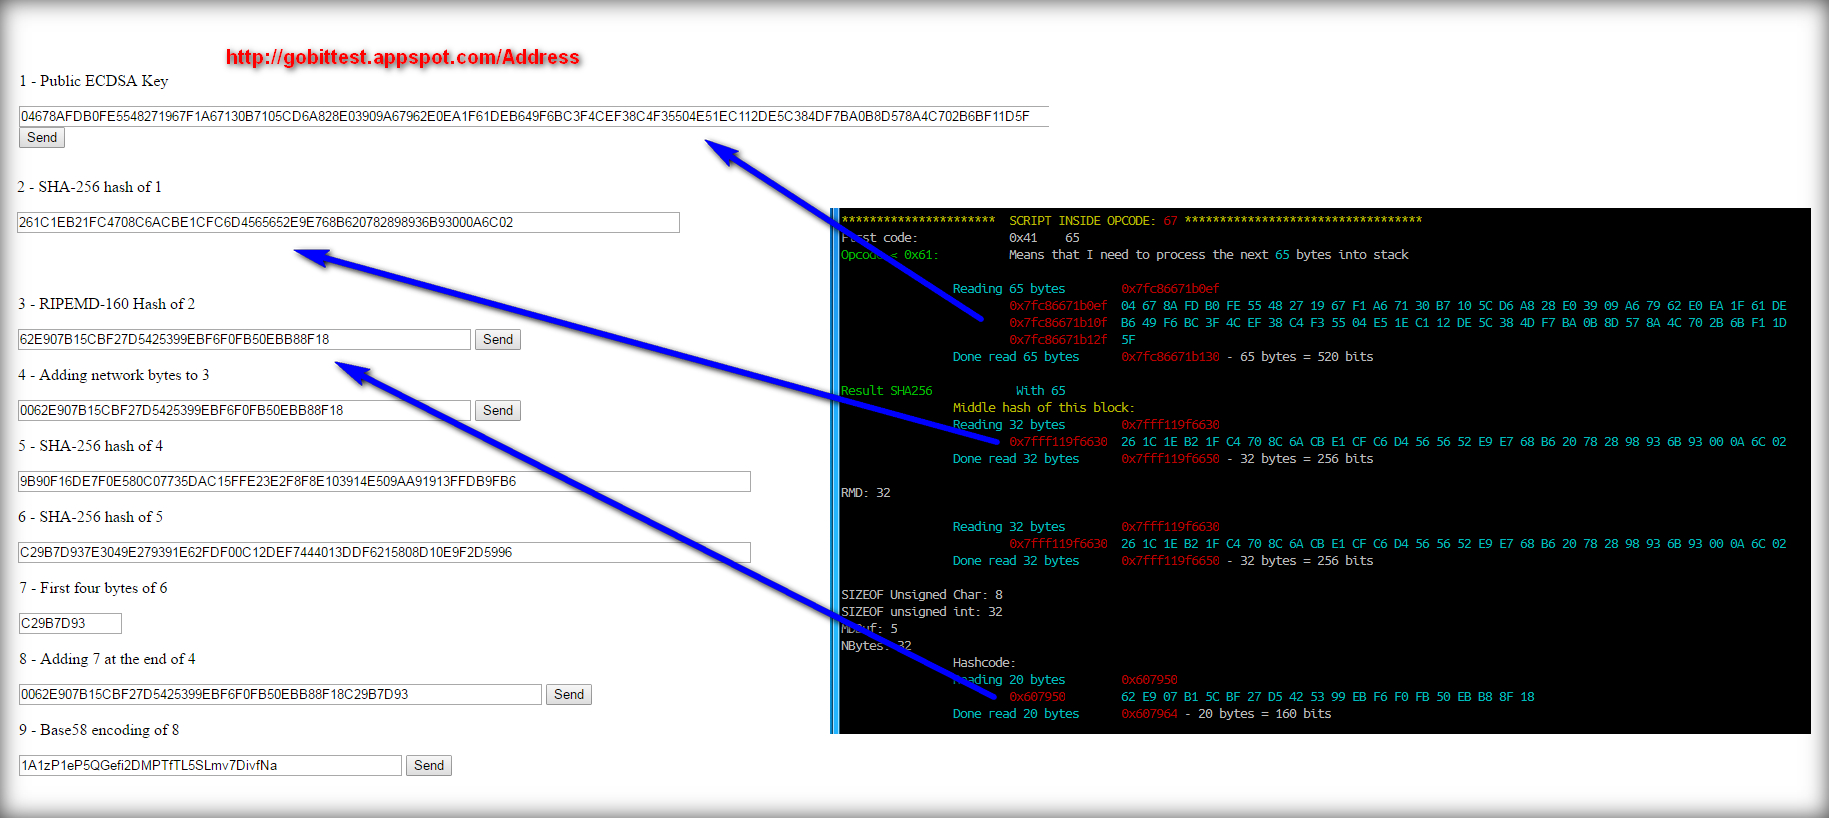 http://gobittest.appspot.com/Address
1 - Public ECDSA Key
04678AFDB0FE5548271967F1A67130B7105CD6A828E03909A67962E0EA1F61DEB649F6BC3F4CEF38C4F35504E51EC112DE5C384DF7BA0B8D578A4C702B6BF11D5F
Send
2 - SHA-256 hash of 1
261C1EB21FC4708C6ACBE1CFC6D4565652E9E768B620782898936B93000A6C02
3 - RIPEMD-160 Hash of 2
62E907B15CBF27D5425399EBF6F0FB50EBB88F18 Send
4 - Adding network bytes to 3
0062E907B15CBF27D5425399EBF6F0FB50EBB88F18 Send
5 - SHA-256 hash of 4
9B90F16DE7F0E580C07735DAC15FFE23E2F8F8E103914E509AA91913FFDB9FB6
6 - SHA-256 hash of 5
C29B7D937E3049E279391E62FDF00C12DEF7444013DDF6215808D10E9F2D5996
7 - First four bytes of 6
C29B7D93
8 - Adding 7 at the end of 4
0062E907B15CBF27D5425399EBF6F0FB50EBB88F18C29B7D93 Send
9 - Base58 encoding of 8
1A1zP1eP5QGefi2DMPTfTL5SLmv7DivfNa Send
********************** SCRIPT INSIDE OPCODE: 67 **********************************
First code: 0x41 65
Opcode < 0x61: Means that I need to process the next 65 bytes into stack
Reading 65 bytes 0x7fc86671b0ef
0x7fc86671b0ef 04 67 8A FD B0 FE 55 48 27 19 67 F1 A6 71 30 B7 10 5C D6 A8 28 E0 39 09 A6 79 62 E0 EA 1F 61 DE
0x7fc86671b10f B6 49 F6 BC 3F 4C EF 38 C4 F3 55 04 E5 1E C1 12 DE 5C 38 4D F7 BA 0B 8D 57 8A 4C 70 2B 6B F1 1D
0x7fc86671b12f 5F
Done read 65 bytes 0x7fc86671b130 - 65 bytes = 520 bits
Result SHA256 With 65
Middle hash of this block:
Reading 32 bytes 0x7fff119f6630
0x7fff119f6630 26 1C 1E B2 1F C4 70 8C 6A CB E1 CF C6 D4 56 56 52 E9 E7 68 B6 20 78 28 98 93 6B 93 00 0A 6C 02
Done read 32 bytes 0x7fff119f6650 - 32 bytes = 256 bits
RMD: 32
Reading 32 bytes 0x7fff119f6630
0x7fff119f6630 26 1C 1E B2 1F C4 70 8C 6A CB E1 CF C6 D4 56 56 52 E9 E7 68 B6 20 78 28 98 93 6B 93 00 0A 6C 02
Done read 32 bytes 0x7fff119f6650 - 32 bytes = 256 bits
SIZEOF Unsigned Char: 8
SIZEOF unsigned int: 32
MDBuf: 5
NBytes: 32
Hashcode:
Reading 20 bytes 0x607950
0x607950 62 E9 07 B1 5C BF 27 D5 42 53 99 EB F6 F0 FB 50 EB B8 8F 18
Done read 20 bytes 0x607964 - 20 bytes = 160 bits